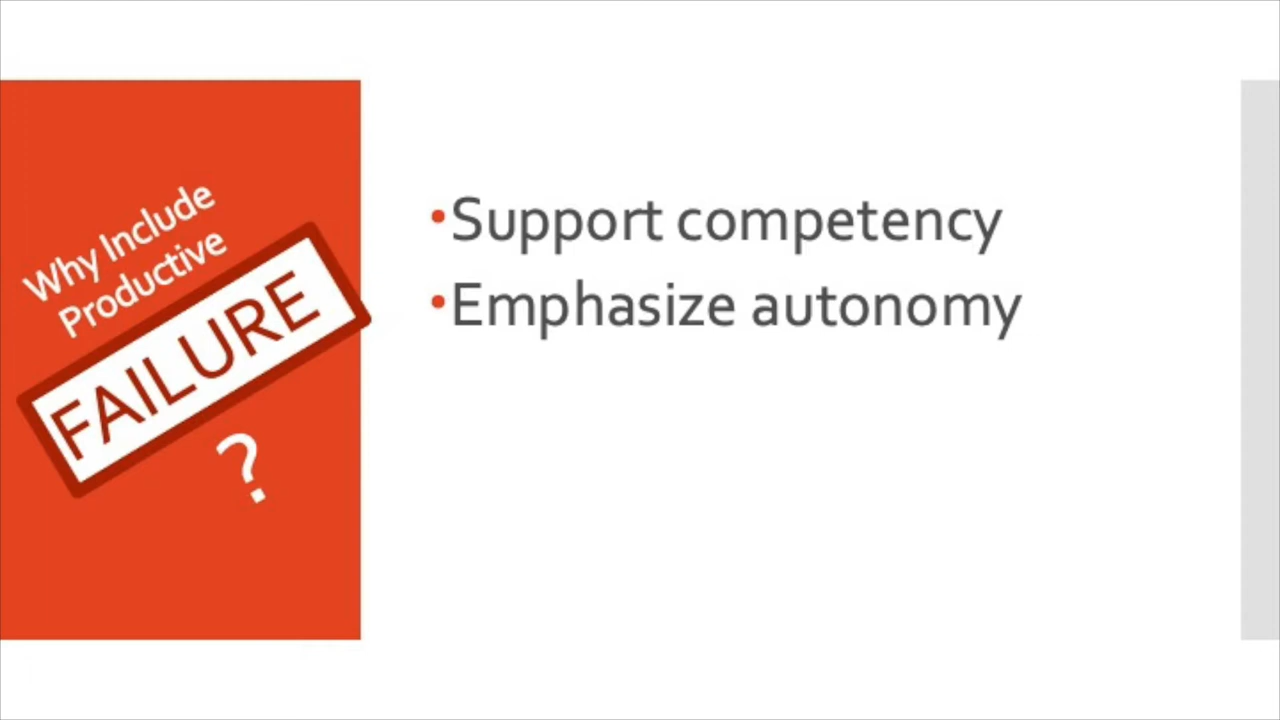 Why Include
Productive
FAILURE
?
•Support competency
•Emphasize autonomy